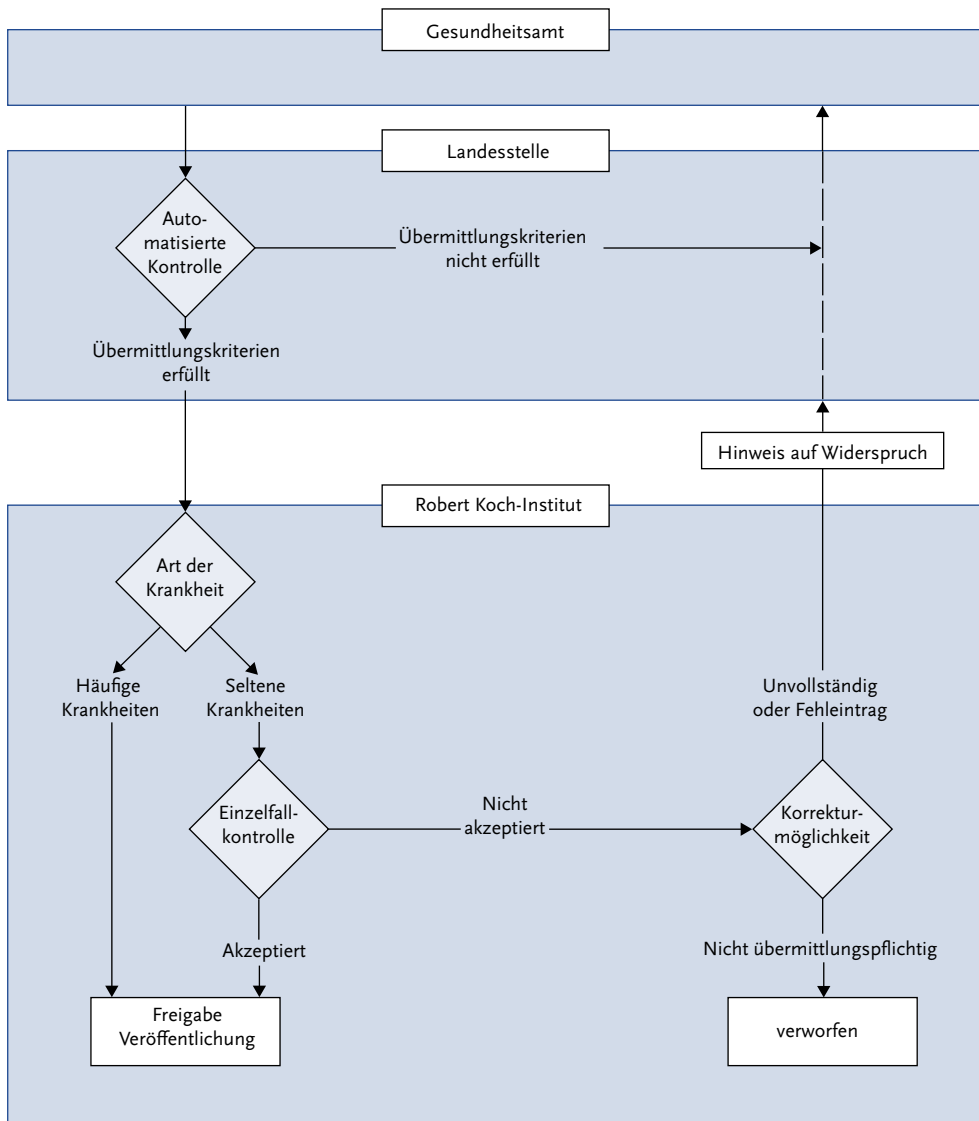 Gesundheitsamt
Landesstelle
Auto-
matisierte
Kontrolle
Übermittlungskriterien
nicht erfüllt
Übermittlungskriterien
erfüllt
Hinweis auf Widerspruch
Robert Koch-Institut
Art der
Krankheit
Häufige
Krankheiten
Seltene
Krankheiten
Unvollständig
oder Fehleintrag
Einzelfall-
kontrolle
Nicht
akzeptiert
Korrektur-
möglichkeit
Akzeptiert
Nicht übermittlungspflichtig
Freigabe
Veröffentlichung
verworfen